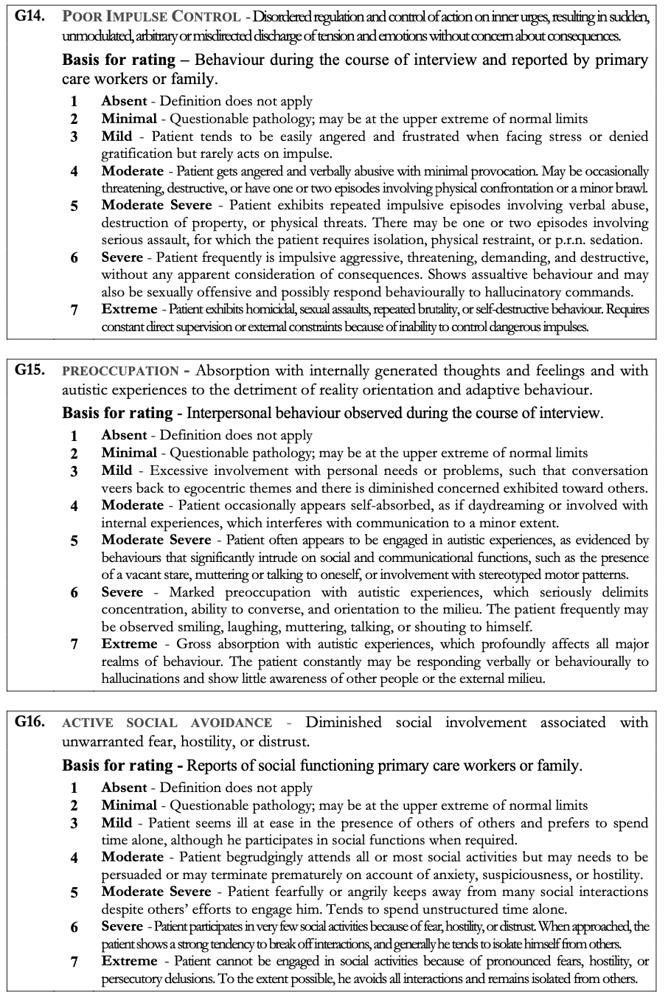 G14. POOR IMPULSE CONTROL - Disordered regulation and control of action on inner urges, resulting in sudden,
unmodulated, arbitrary or misdirected discharge of tension and emotions without concern about consequences.
Basis for rating – Behaviour during the course of interview and reported by primary
care workers or family.
1 Absent - Definition does not apply
2 Minimal - Questionable pathology; may be at the upper extreme of normal limits
3 Mild - Patient tends to be easily angered and frustrated when facing stress or denied
gratification but rarely acts on impulse.
4 Moderate - Patient gets angered and verbally abusive with minimal provocation. May be occasionally
threatening, destructive, or have one or two episodes involving physical confrontation or a minor brawl.
5 Moderate Severe - Patient exhibits repeated impulsive episodes involving verbal abuse,
destruction of property, or physical threats. There may be one or two episodes involving
serious assault, for which the patient requires isolation, physical restraint, or p.r.n. sedation.
6 Severe - Patient frequently is impulsive aggressive, threatening, demanding, and destructive,
without any apparent consideration of consequences. Shows assualtive behaviour and may
also be sexually offensive and possibly respond behaviourally to hallucinatory commands.
7 Extreme - Patient exhibits homicidal, sexual assaults, repeated brutality, or self-destructive behaviour. Requires
constant direct supervision or external constraints because of inability to control dangerous impulses.
G15. PREOCCUPATION - Absorption with internally generated thoughts and feelings and with
autistic experiences to the detriment of reality orientation and adaptive behaviour.
Basis for rating - Interpersonal behaviour observed during the course of interview.
1 Absent - Definition does not apply
2 Minimal - Questionable pathology; may be at the upper extreme of normal limits
3 Mild - Excessive involvement with personal needs or problems, such that conversation
veers back to egocentric themes and there is diminished concerned exhibited toward others.
4 Moderate - Patient occasionally appears self-absorbed, as if daydreaming or involved with
internal experiences, which interferes with communication to a minor extent.
5 Moderate Severe - Patient often appears to be engaged in autistic experiences, as evidenced by
behaviours that significantly intrude on social and communicational functions, such as the presence
of a vacant stare, muttering or talking to oneself, or involvement with stereotyped motor patterns.
6 Severe - Marked preoccupation with autistic experiences, which seriously delimits
concentration, ability to converse, and orientation to the milieu. The patient frequently may
be observed smiling, laughing, muttering, talking, or shouting to himself.
7 Extreme - Gross absorption with autistic experiences, which profoundly affects all major
realms of behaviour. The patient constantly may be responding verbally or behaviourally to
hallucinations and show little awareness of other people or the external milieu.
G16. ACTIVE SOCIAL AVOIDANCE - Diminished social involvement associated with
unwarranted fear, hostility, or distrust.
Basis for rating - Reports of social functioning primary care workers or family.
1 Absent - Definition does not apply
2 Minimal - Questionable pathology; may be at the upper extreme of normal limits
3 Mild - Patient seems ill at ease in the presence of others of others and prefers to spend
time alone, although he participates in social functions when required.
4 Moderate - Patient begrudgingly attends all or most social activities but may needs to be
persuaded or may terminate prematurely on account of anxiety, suspiciousness, or hostility.
5 Moderate Severe - Patient fearfully or angrily keeps away from many social interactions
despite others’ efforts to engage him. Tends to spend unstructured time alone.
6 Severe - Patient participates in very few social activities because of fear, hostility, or distrust. When approached, the
patient shows a strong tendency to break off interactions, and generally he tends to isolate himself from others.
7 Extreme - Patient cannot be engaged in social activities because of pronounced fears, hostility, or
persecutory delusions. To the extent possible, he avoids all interactions and remains isolated from others.